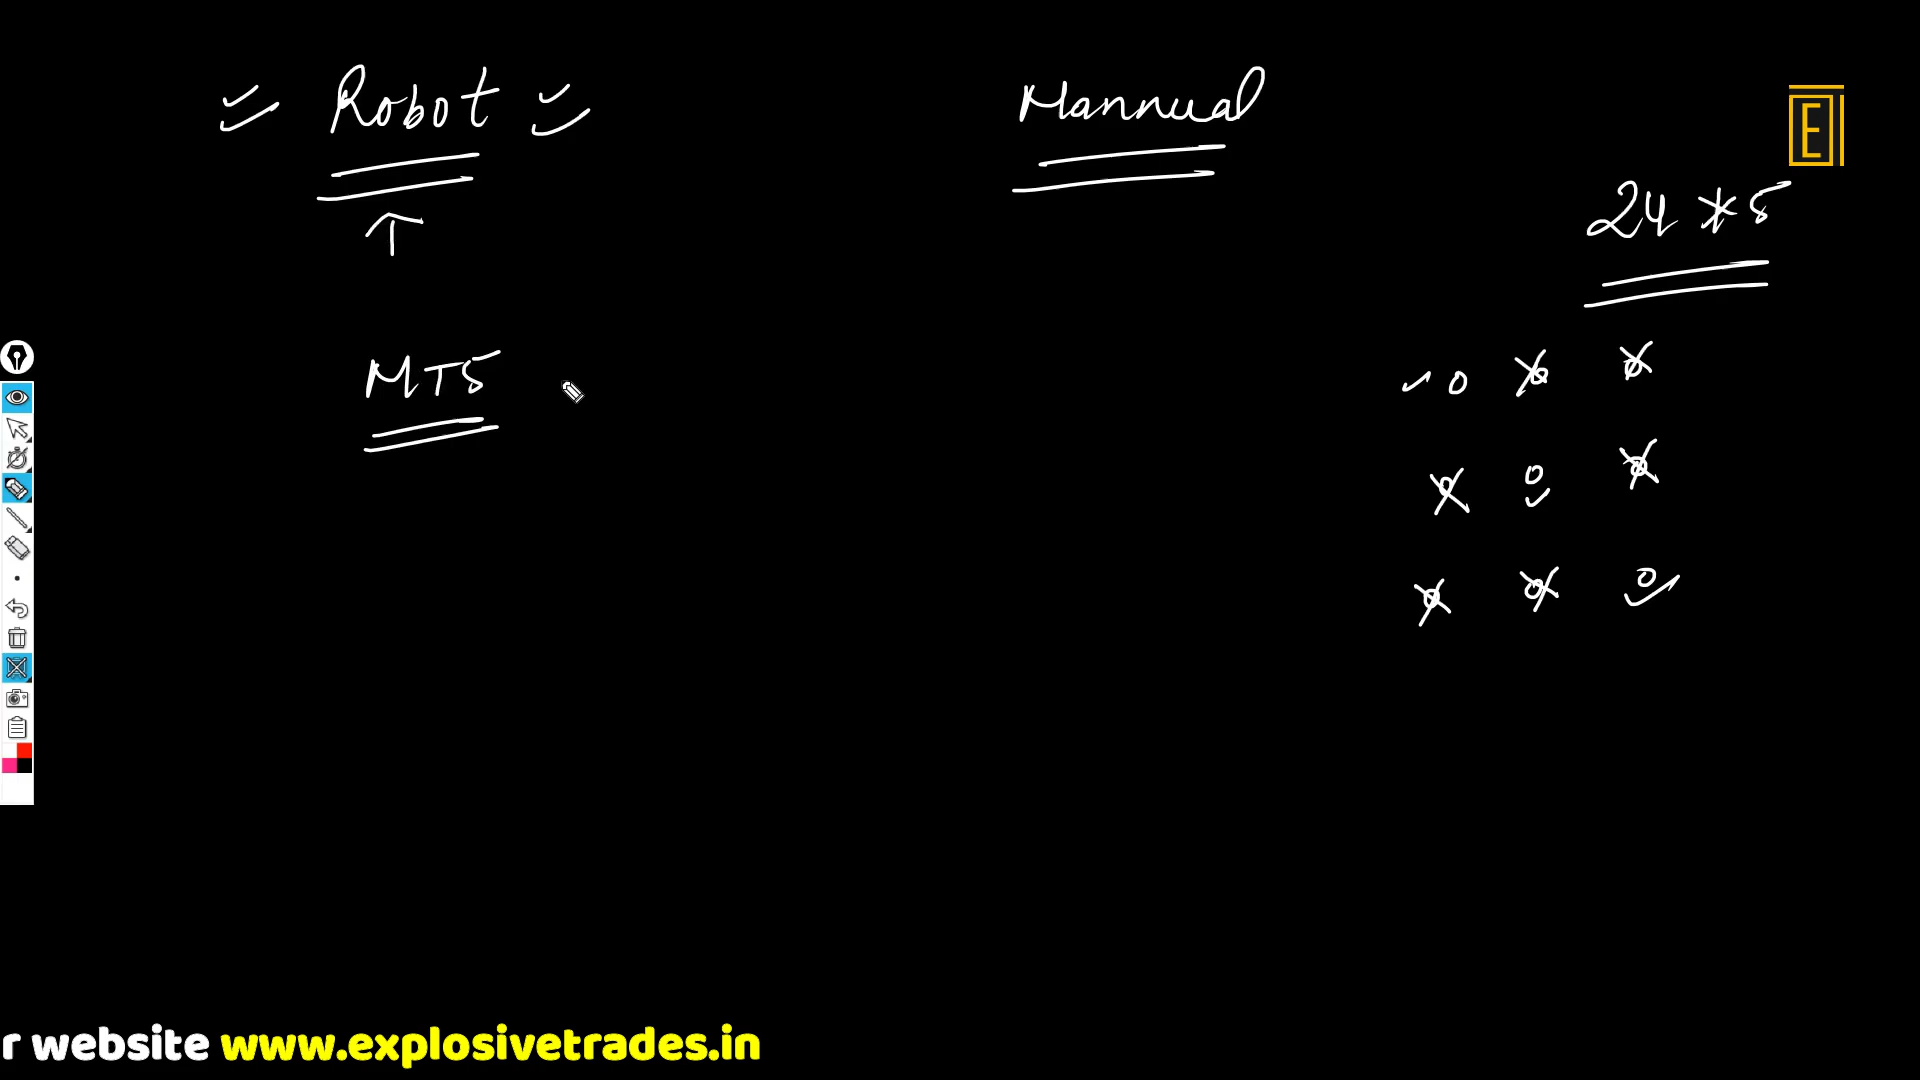 Robot Mannual
E
24 * 5
MT5
r website www.explosivetrades.in